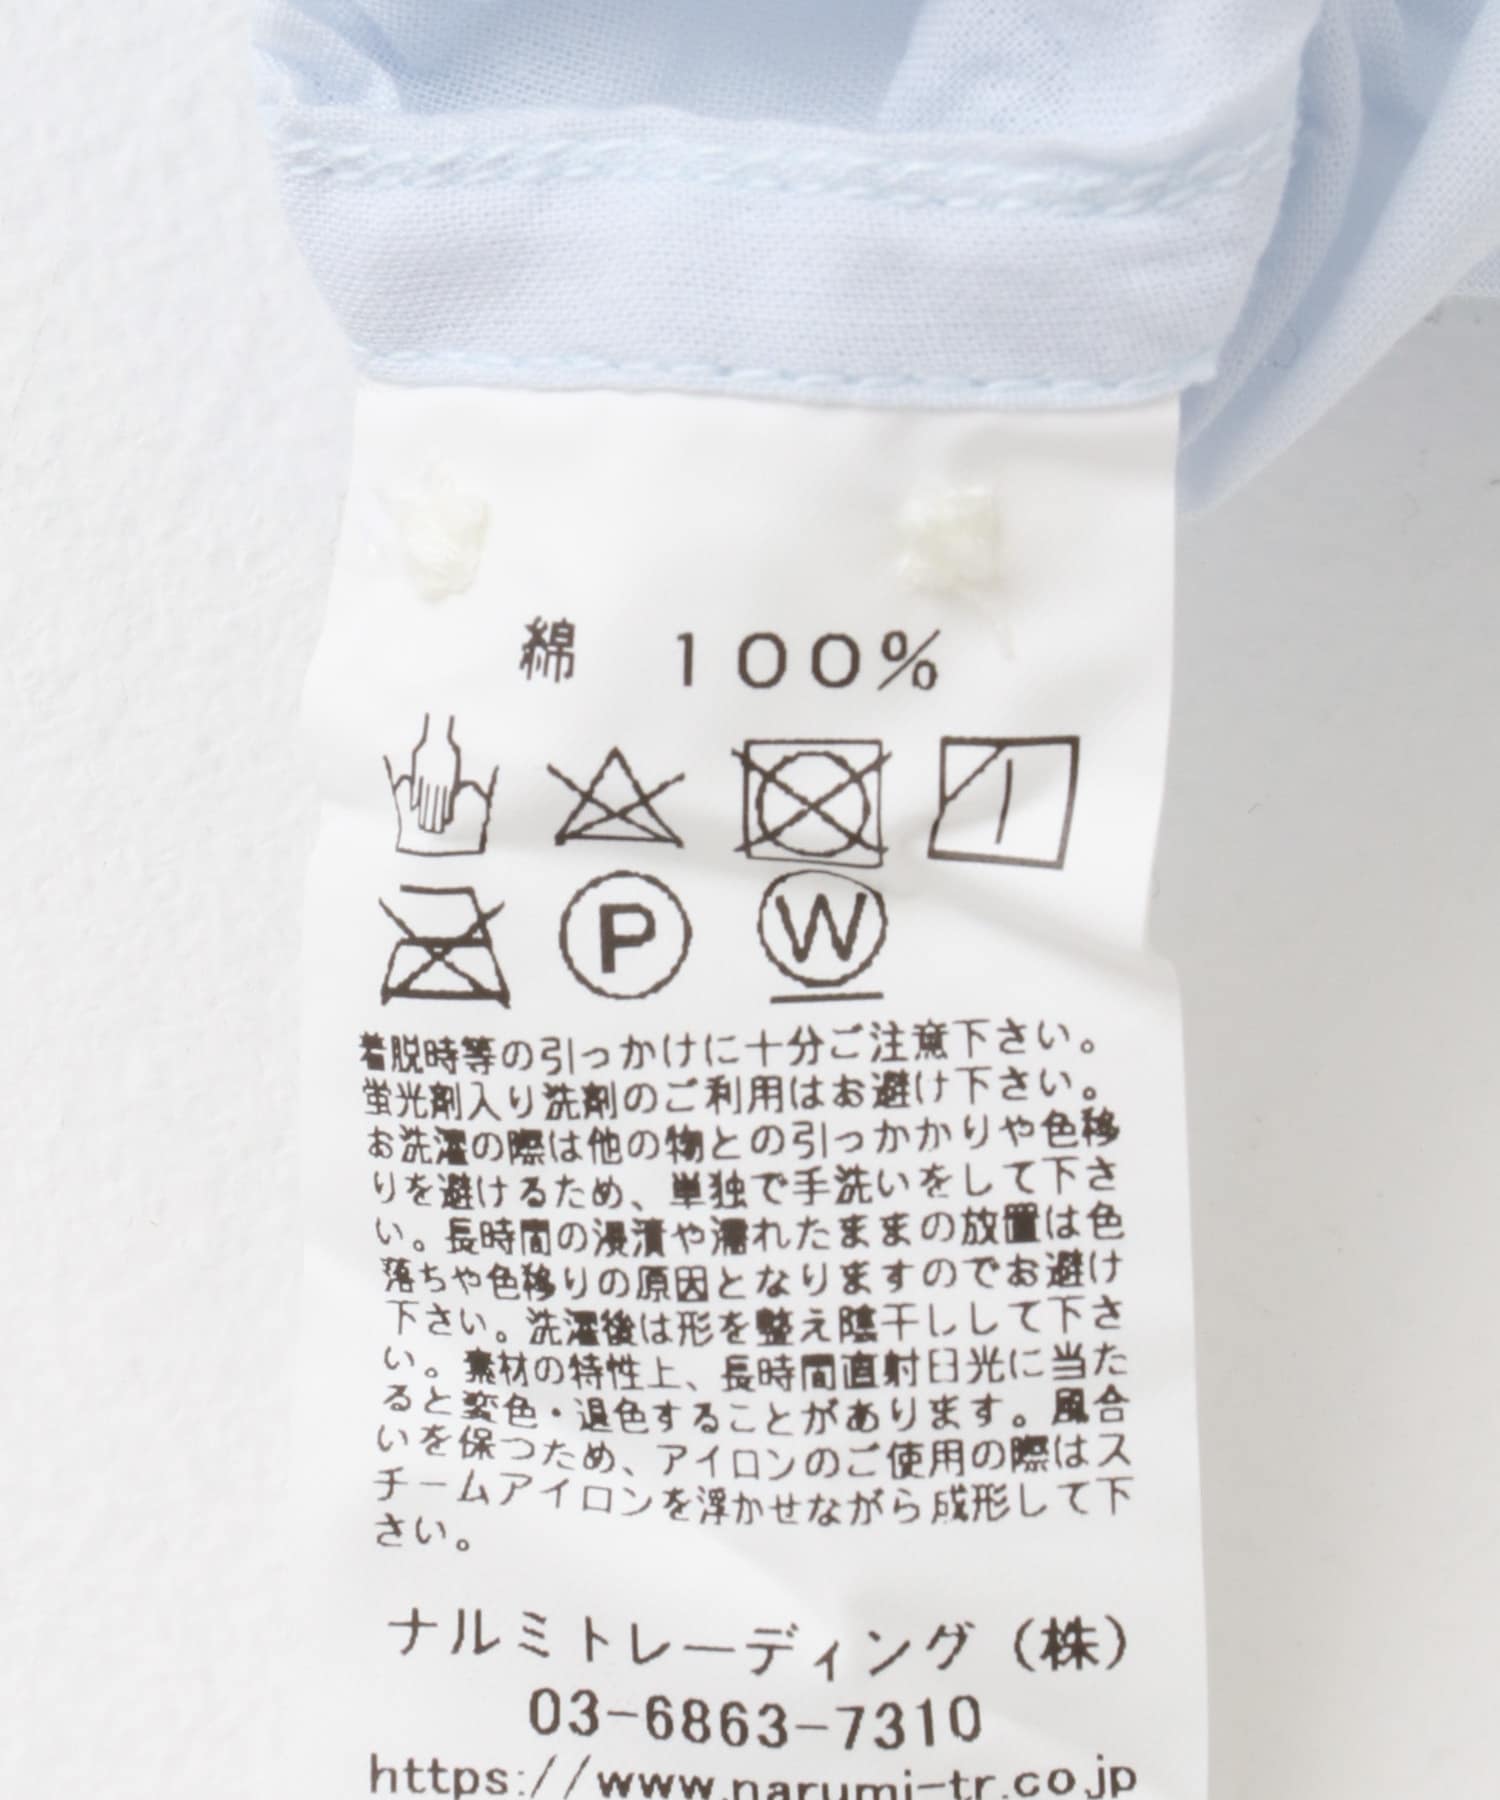 綿 100%
P W
着脱時等の引っかけに十分ご注意下さい。
蛍光剤入り洗剤のご利用はお避け下さい。
お洗濯の際は他の物との引っかかりや色移
りを避けるため、単独で手洗いをして下さ
い。長時間の浸漬や濡れたままの放置は色
落ちや色移りの原因となりますのでお避け
下さい。洗濯後は形を整え陰干しして下さ
い。素材の特性上、長時間直射日光に当た
ると変色・退色することがあります。風合
いを保つため、アイロンのご使用の際はス
チームアイロンを浮かせながら成形して下
さい。
ナルミトレーディング(株)
03-6863-7310
https://www.narumi-tr.co.jp